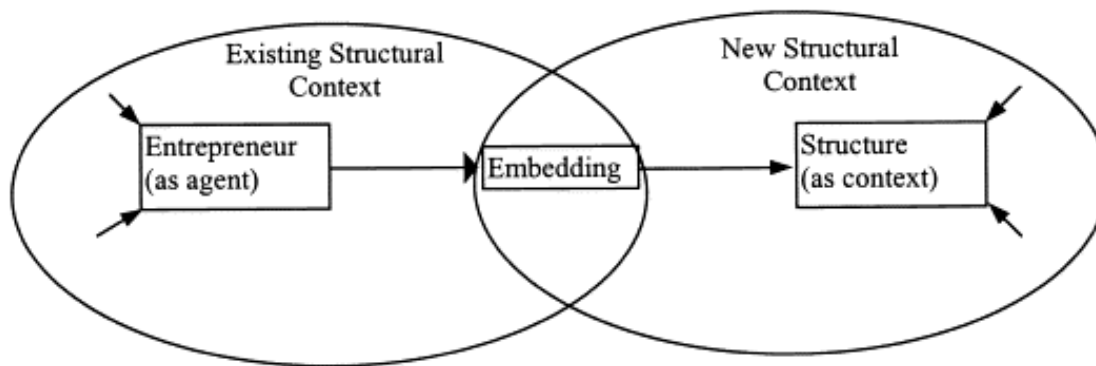 Existing Structural
Context
New Structural
Context
Entrepreneur
(as agent)
Embedding
Structure
(as context)